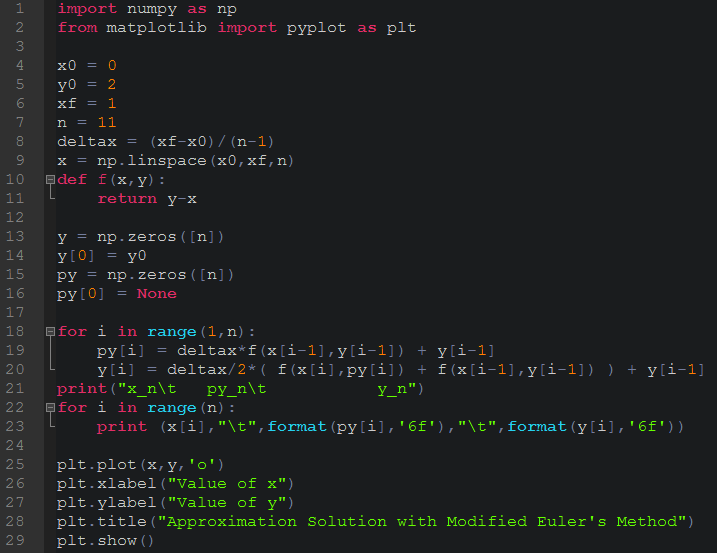 1 import numpy as np
2 from matplotlib import pyplot as plt
3
4 x0 = 0
5 y0 = 2
6 xf = 1
7 n = 11
8 deltax = (xf-x0)/(n-1)
9 x = np.linspace(x0,xf,n)
10 def f(x,y):
11     return y-x
12
13 y = np.zeros([n])
14 y[0] = y0
15 py = np.zeros([n])
16 py[0] = None
17
18 for i in range(1,n):
19     py[i] = deltax*f(x[i-1],y[i-1]) + y[i-1]
20     y[i] = deltax/2*( f(x[i],py[i]) + f(x[i-1],y[i-1]) ) + y[i-1]
21 print("x_n\t   py_n\t           y_n")
22 for i in range(n):
23     print (x[i],"\t",format(py[i],'6f'),"\t",format(y[i],'6f'))
24
25 plt.plot(x,y,'o')
26 plt.xlabel("Value of x")
27 plt.ylabel("Value of y")
28 plt.title("Approximation Solution with Modified Euler's Method")
29 plt.show()